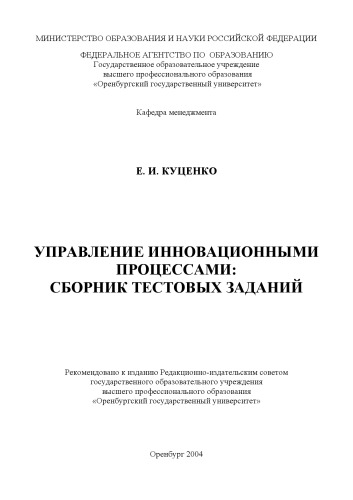 МИНИСТЕРСТВО ОБРАЗОВАНИЯ И НАУКИ РОССИЙСКОЙ ФЕДЕРАЦИИ
ФЕДЕРАЛЬНОЕ АГЕНТСТВО ПО ОБРАЗОВАНИЮ
Государственное образовательное учреждение
высшего профессионального образования
«Оренбургский государственный университет»
Кафедра менеджмента
Е. И. КУЦЕНКО
УПРАВЛЕНИЕ ИННОВАЦИОННЫМИ
ПРОЦЕССАМИ:
СБОРНИК ТЕСТОВЫХ ЗАДАНИЙ
Рекомендовано к изданию Редакционно-издательским советом
государственного образовательного учреждения
высшего профессионального образования
«Оренбургский государственный университет»
Оренбург 2004